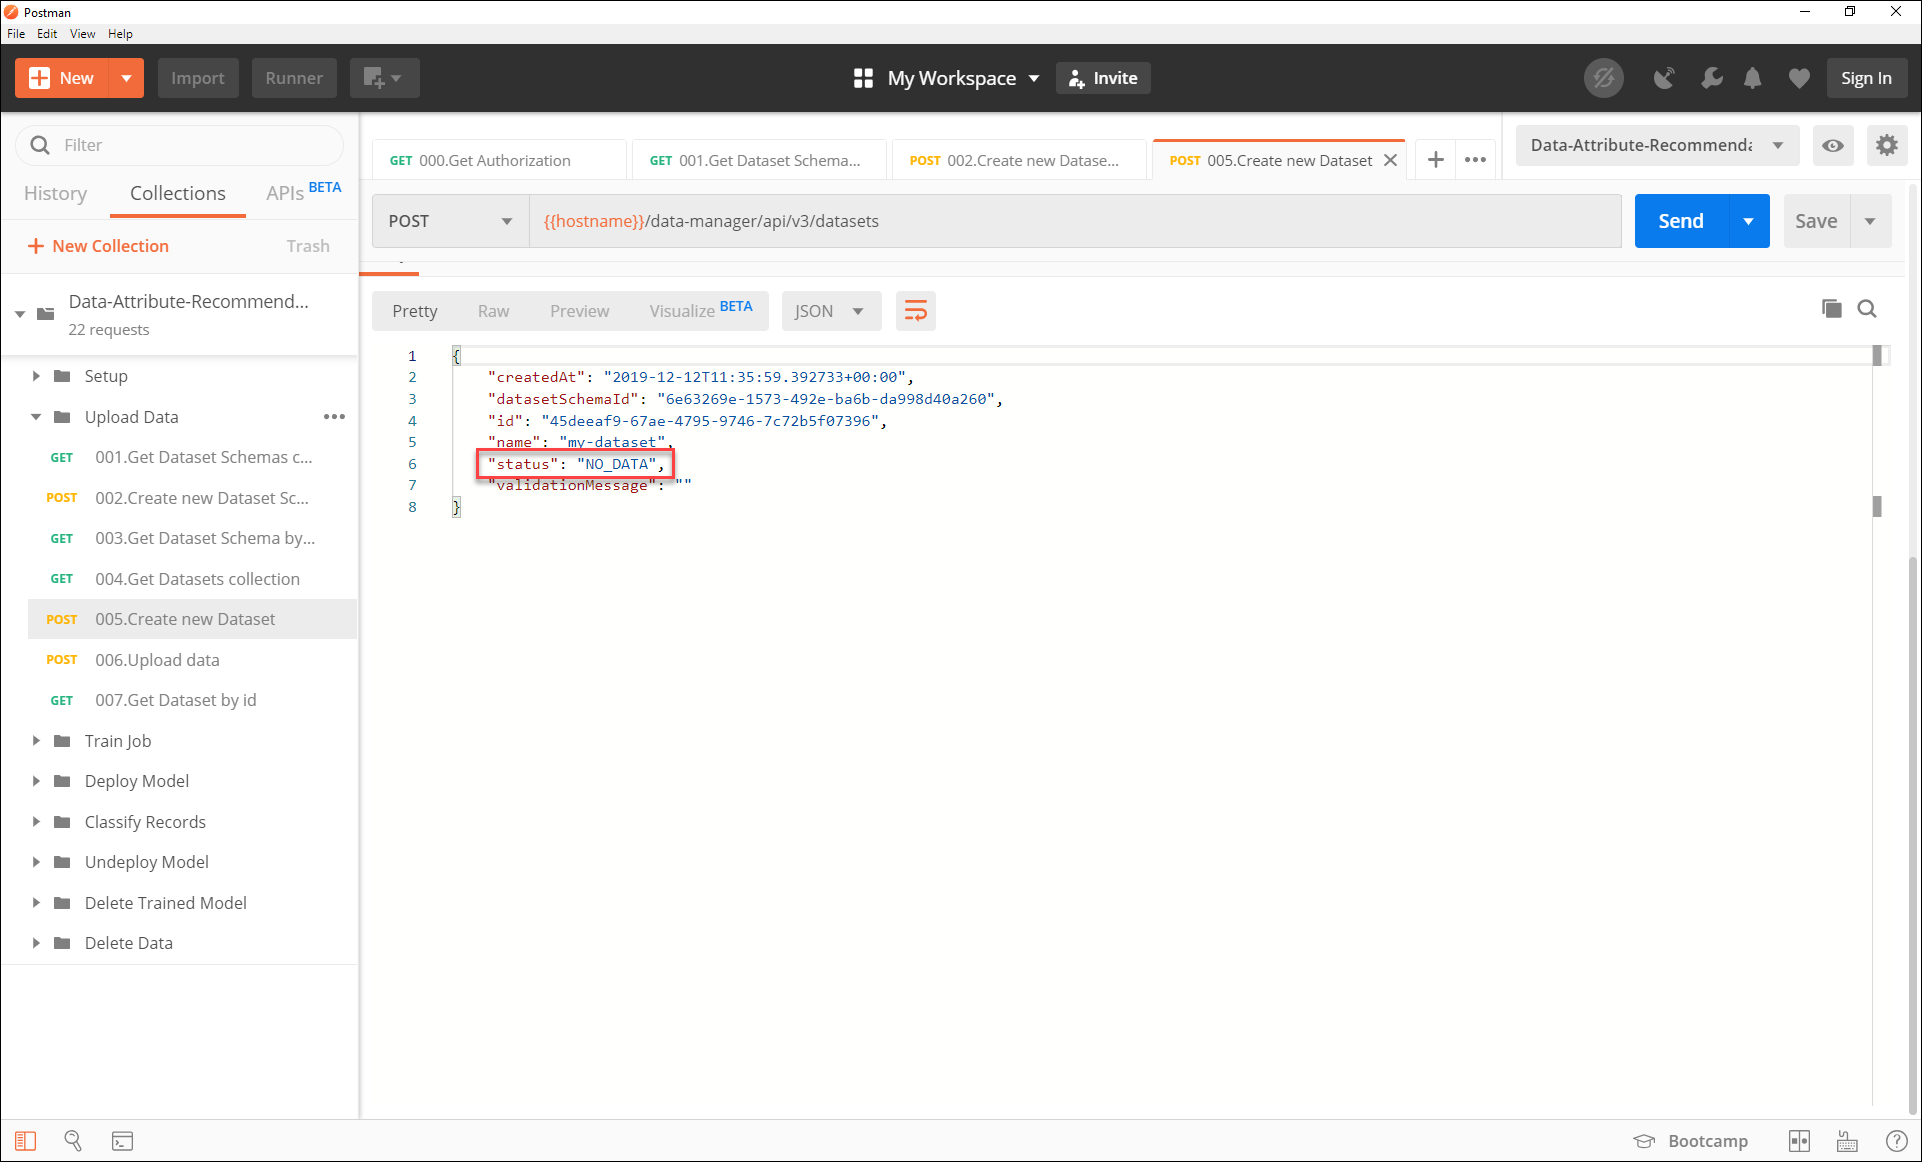 Postman
File Edit View Help
New Import Runner My Workspace Invite Sign In
Filter
History Collections APIs BETA
New Collection Trash
Data-Attribute-Recommend...
22 requests
Setup
Upload Data
GET 001.Get Dataset Schemas c...
POST 002.Create new Dataset Sc...
GET 003.Get Dataset Schema by...
GET 004.Get Datasets collection
POST 005.Create new Dataset
POST 006.Upload data
GET 007.Get Dataset by id
Train Job
Deploy Model
Classify Records
Undeploy Model
Delete Trained Model
Delete Data
GET 000.Get Authorization GET 001.Get Dataset Schema... POST 002.Create new Datase... POST 005.Create new Dataset Data-Attribute-Recommenda
POST {{hostname}}/data-manager/api/v3/datasets Send Save
Pretty Raw Preview Visualize BETA JSON
1 {
2 "createdAt": "2019-12-12T11:35:59.392733+00:00",
3 "datasetSchemaId": "6e63269e-1573-492e-ba6b-da998d40a260",
4 "id": "45deeaf9-67ae-4795-9746-7c72b5f07396",
5 "name": "my-dataset",
6 "status": "NO_DATA",
7 "validationMessage": ""
8 }
Bootcamp